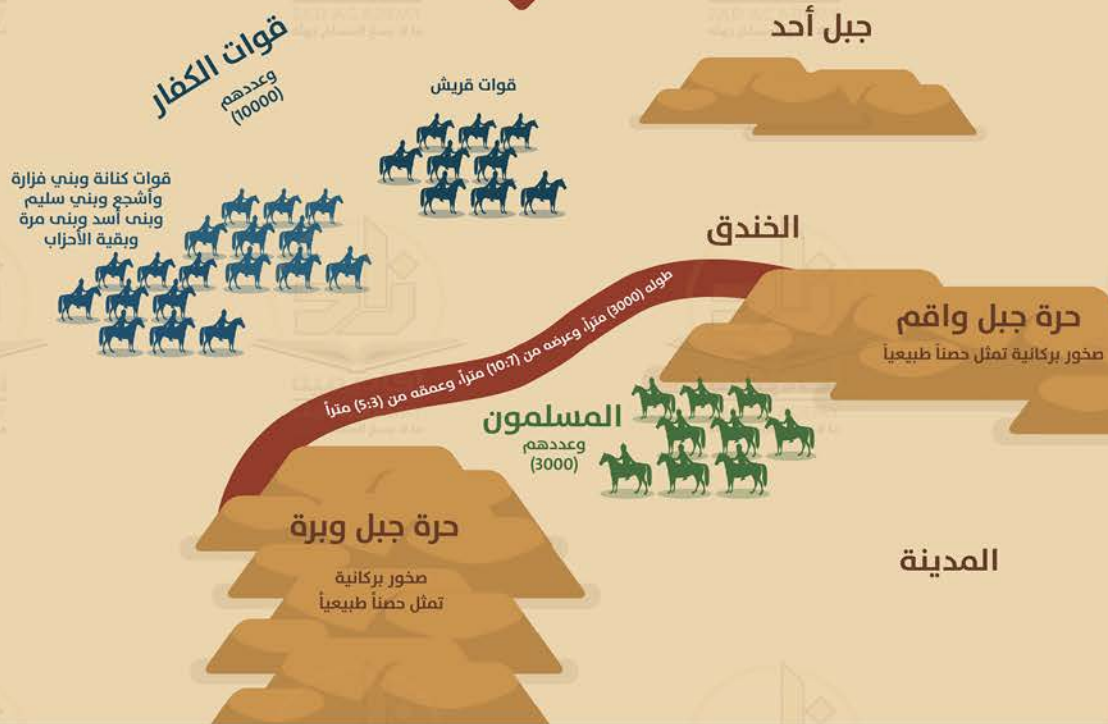 جبل أحد
قوات الكفار
وعددهم
(10000)
قوات قريش
قوات كنانة وبني فزارة
وأشجع وبني سليم
وبنى أسد وبنى مرة
وبقية الأحزاب
الخندق
طوله (3000) متراً، وعرضه من (10:7) متراً، وعمقه من (5:3) متراً
حرة جبل واقم
صخور بركانية تمثل حصناً طبيعياً
المسلمون
وعددهم
(3000)
حرة جبل وبرة
صخور بركانية
تمثل حصناً طبيعياً
المدينة